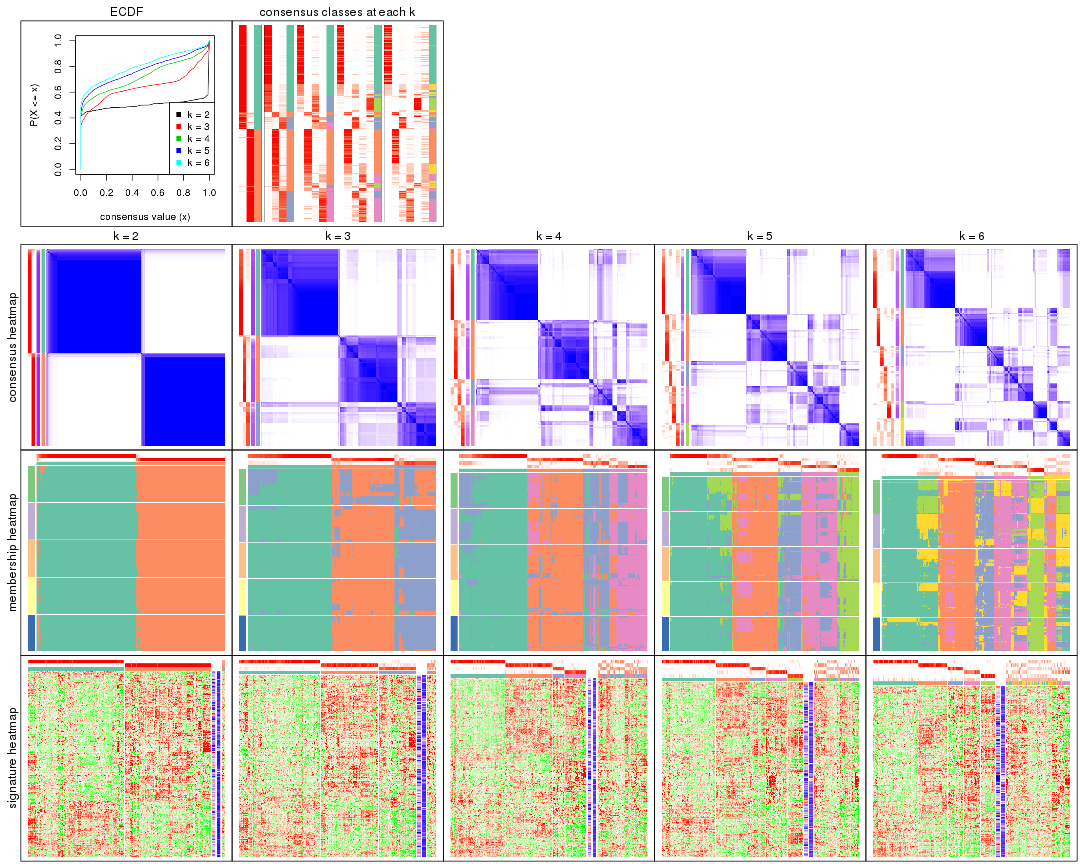 ECDF
consensus classes at each k
P(X <= x)
0.0 0.2 0.4 0.6 0.8 1.0
k = 2
k = 3
k = 4
k = 5
k = 6
0.0 0.2 0.4 0.6 0.8 1.0
consensus value (x)
k = 2
k = 3
k = 4
k = 5
k = 6
consensus heatmap
membership heatmap
signature heatmap